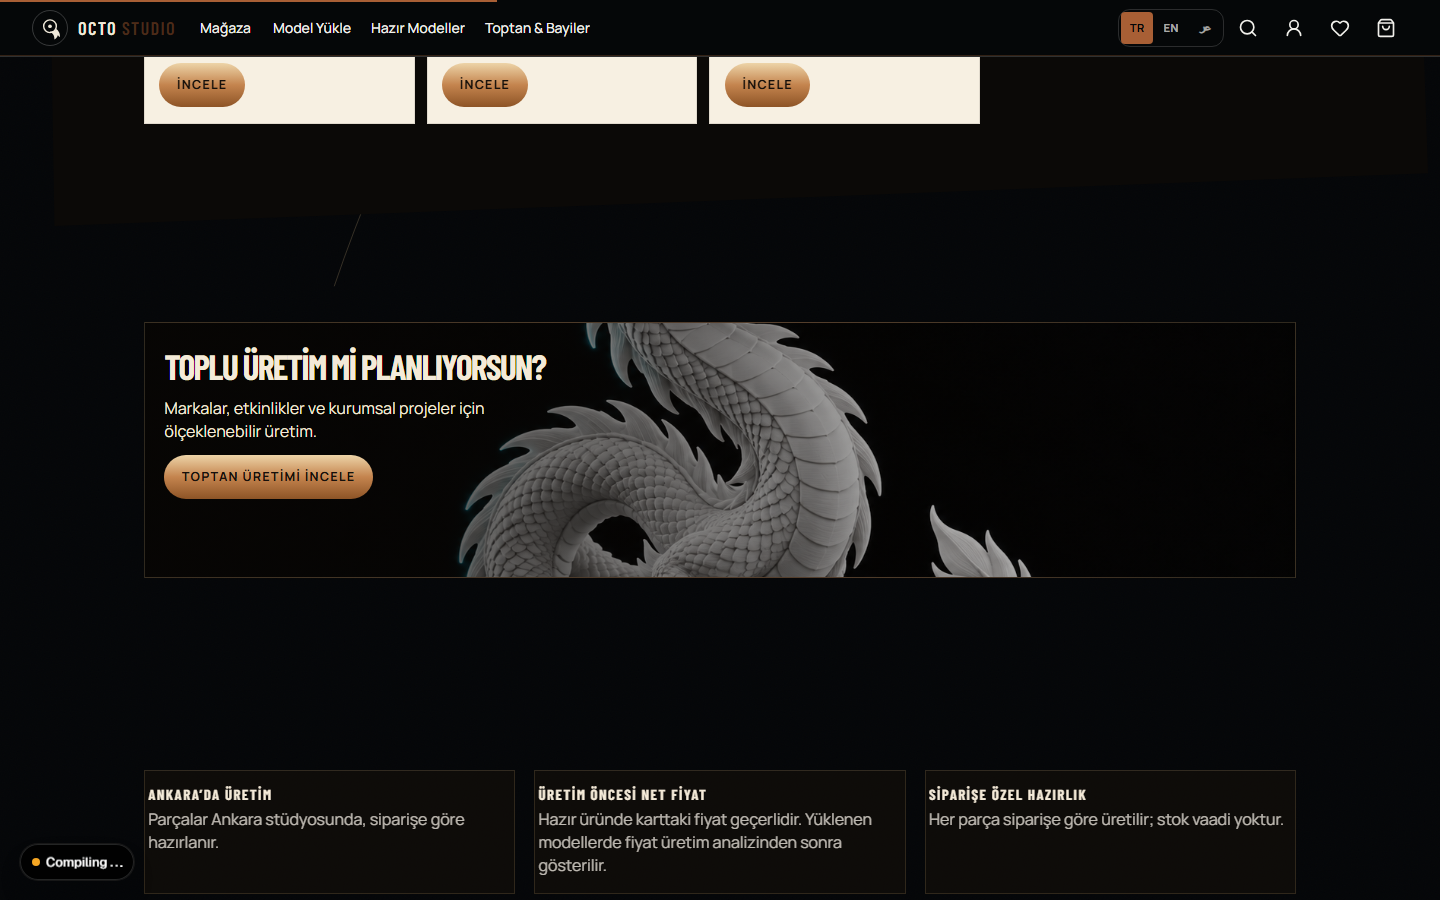 OCTO STUDIO
Mağaza
Model Yükle
Hazır Modeller
Toptan & Bayiler
TR
EN
İNCELE
İNCELE
İNCELE
TOPLU ÜRETİM Mİ PLANLIYORSUN?
Markalar, etkinlikler ve kurumsal projeler için
ölçeklenebilir üretim.
TOPTAN ÜRETİMİ İNCELE
ANKARA'DA ÜRETİM
Parçalar Ankara stüdyosunda, siparişe göre
hazırlanır.
ÜRETİM ÖNCESİ NET FİYAT
Hazır üründe karttaki fiyat geçerlidir. Yüklenen
modellerde fiyat üretim analizinden sonra
gösterilir.
SİPARİŞE ÖZEL HAZIRLIK
Her parça siparişe göre üretilir; stok vaadi yoktur.
Compiling ...